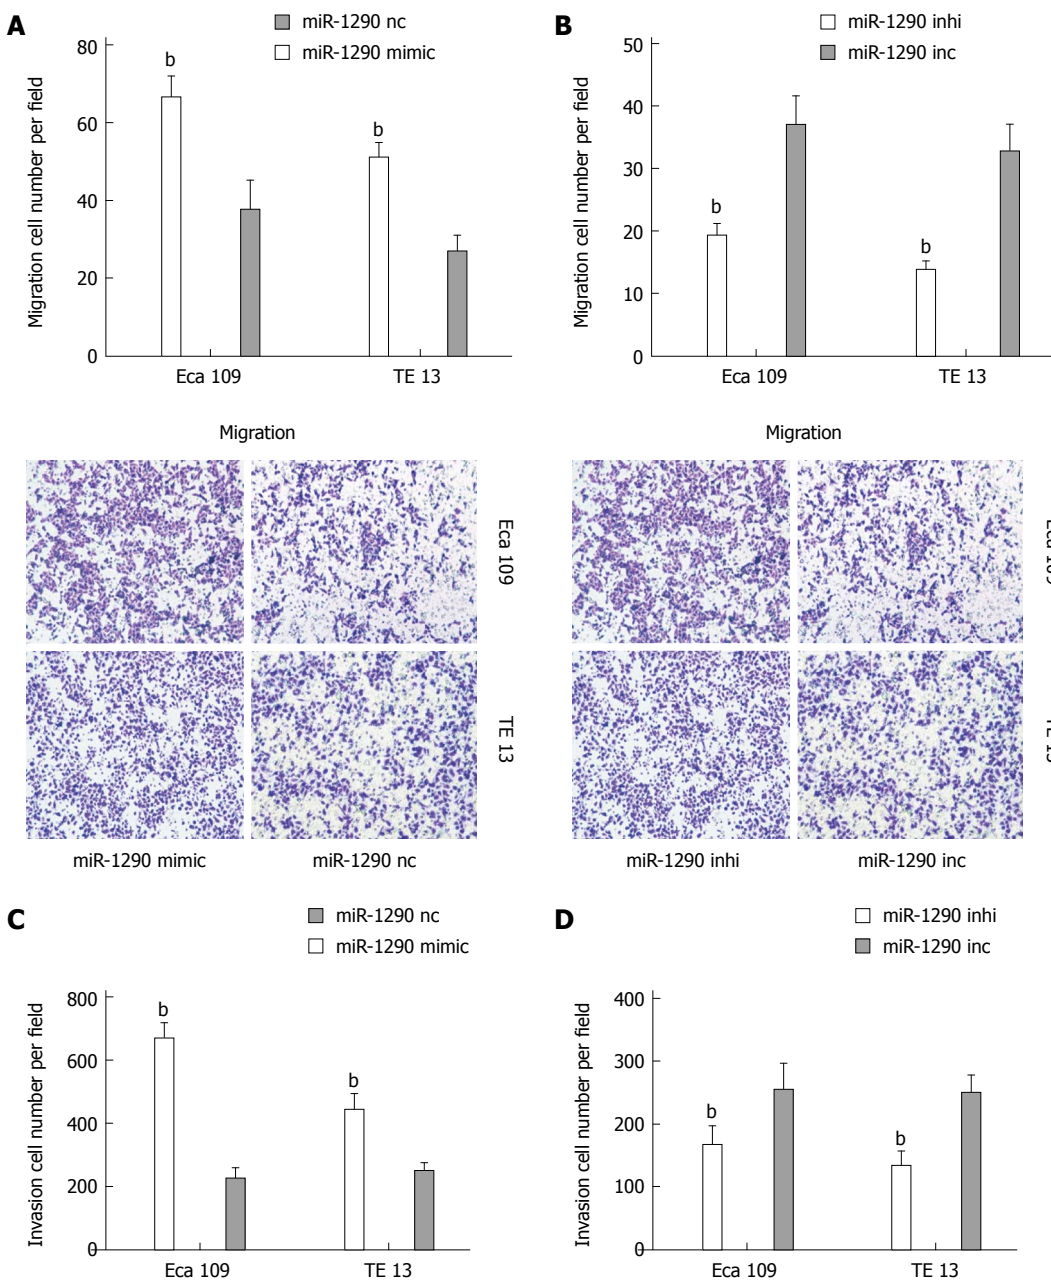 A
miR-1290 nc
miR-1290 mimic
Migration cell number per field
80
60
40
20
0
b
b
Eca 109
TE 13
B
miR-1290 inhi
miR-1290 inc
Migration cell number per field
50
40
30
20
10
0
b
b
Eca 109
TE 13
Migration
Eca 109
TE 13
miR-1290 mimic
miR-1290 nc
Migration
Eca 109
TE 13
miR-1290 inhi
miR-1290 inc
C
miR-1290 nc
miR-1290 mimic
Invasion cell number per field
800
600
400
200
0
b
b
Eca 109
TE 13
D
miR-1290 inhi
miR-1290 inc
Invasion cell number per field
400
300
200
100
0
b
b
Eca 109
TE 13